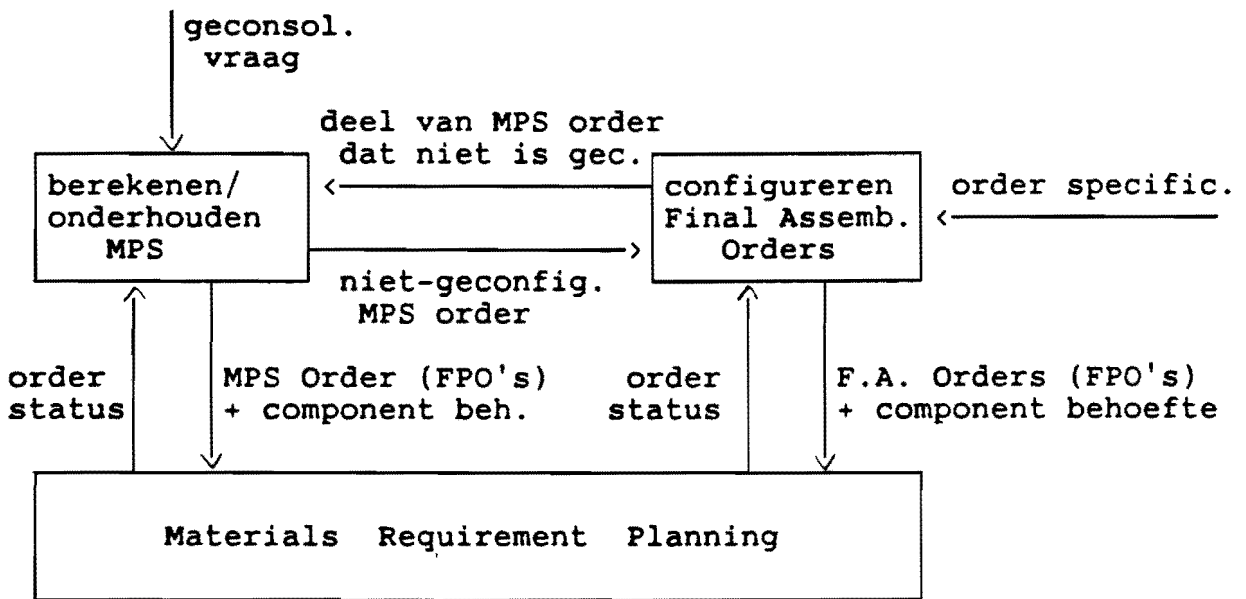 geconsol.
vraag
deel van MPS order
dat niet is gec.
berekenen/
onderhouden
MPS
configureren
Final Assemb.
Orders
order specific.
niet-geconfig.
MPS order
order
status
MPS Order (FPO's)
+ component beh.
order
status
F.A. Orders (FPO's)
+ component behoefte
Materials Requirement Planning